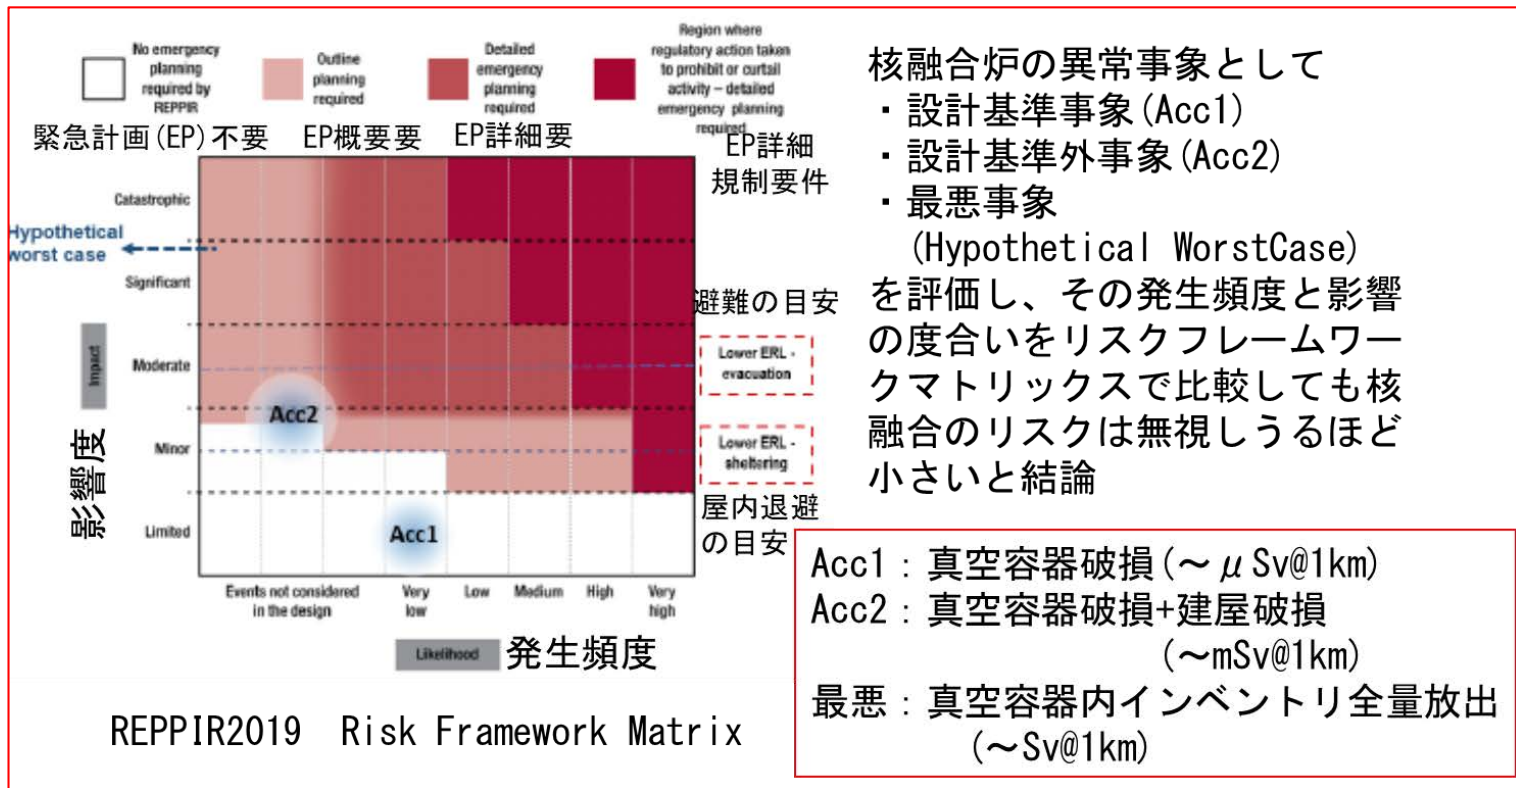 No emergency
planning
required by
REPPIR
Outline
planning
required
Detailed
emergency
planning
required
Region where
regulatory action taken
to prohibit or curtail
activity – detailed
emergency planning
required
緊急計画(EP)不要
EP概要要
EP詳細要
EP詳細
規制要件
Catastrophic
Hypothetical
worst case
Significant
避難の目安
Moderate
Lower ERL -
evacuation
Impact
影響度
Acc2
Minor
Lower ERL -
sheltering
屋内退避
の目安
Limited
Acc1
Events not considered
in the design
Very
low
Low
Medium
High
Very
high
Likelihood
発生頻度
REPPIR2019 Risk Framework Matrix
核融合炉の異常事象として
・設計基準事象(Acc1)
・設計基準外事象(Acc2)
・最悪事象
(Hypothetical WorstCase)
を評価し、その発生頻度と影響
の度合いをリスクフレームワー
クマトリックスで比較しても核
融合のリスクは無視しうるほど
小さいと結論
Acc1：真空容器破損(～μSv@1km)
Acc2：真空容器破損+建屋破損
(～mSv@1km)
最悪：真空容器内インベントリ全量放出
(～Sv@1km)